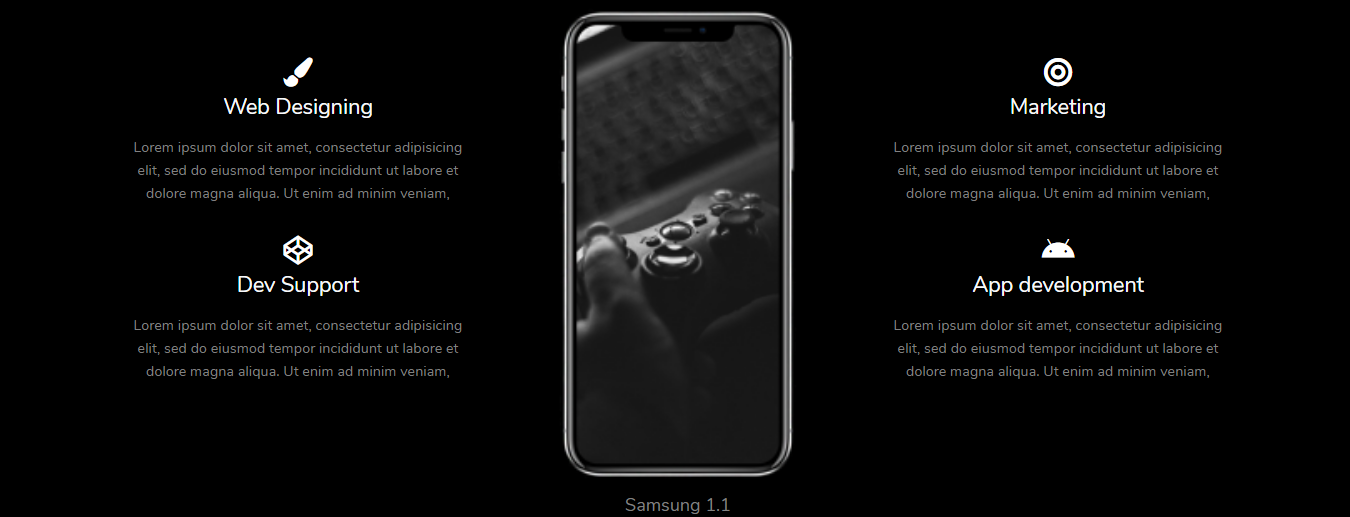 Web Designing
Lorem ipsum dolor sit amet, consectetur adipisicing
elit, sed do eiusmod tempor incididunt ut labore et
dolore magna aliqua. Ut enim ad minim veniam,
Dev Support
Lorem ipsum dolor sit amet, consectetur adipisicing
elit, sed do eiusmod tempor incididunt ut labore et
dolore magna aliqua. Ut enim ad minim veniam,
Samsung 1.1
Marketing
Lorem ipsum dolor sit amet, consectetur adipisicing
elit, sed do eiusmod tempor incididunt ut labore et
dolore magna aliqua. Ut enim ad minim veniam,
App development
Lorem ipsum dolor sit amet, consectetur adipisicing
elit, sed do eiusmod tempor incididunt ut labore et
dolore magna aliqua. Ut enim ad minim veniam,